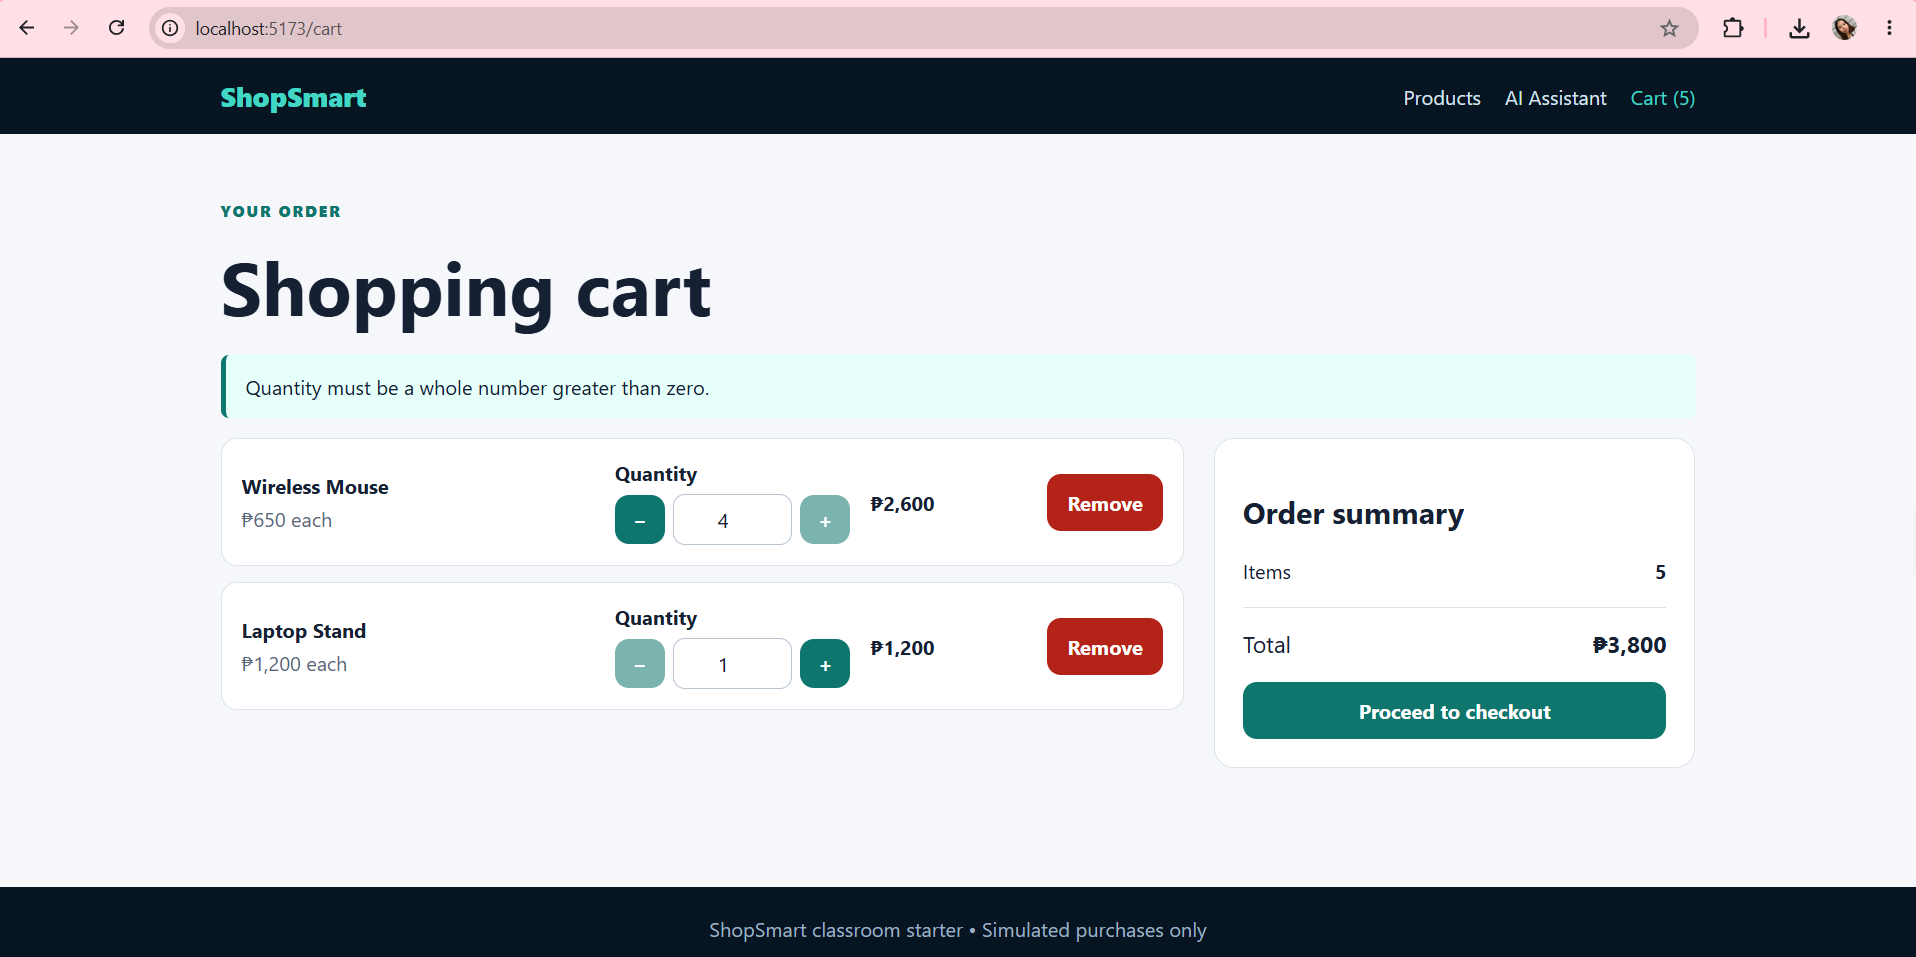 localhost:5173/cart
ShopSmart
Products AI Assistant Cart (5)
YOUR ORDER
Shopping cart
Quantity must be a whole number greater than zero.
Wireless Mouse
₱650 each
Quantity
− 4 +
₱2,600
Remove
Laptop Stand
₱1,200 each
Quantity
− 1 +
₱1,200
Remove
Order summary
Items 5
Total ₱3,800
Proceed to checkout
ShopSmart classroom starter • Simulated purchases only